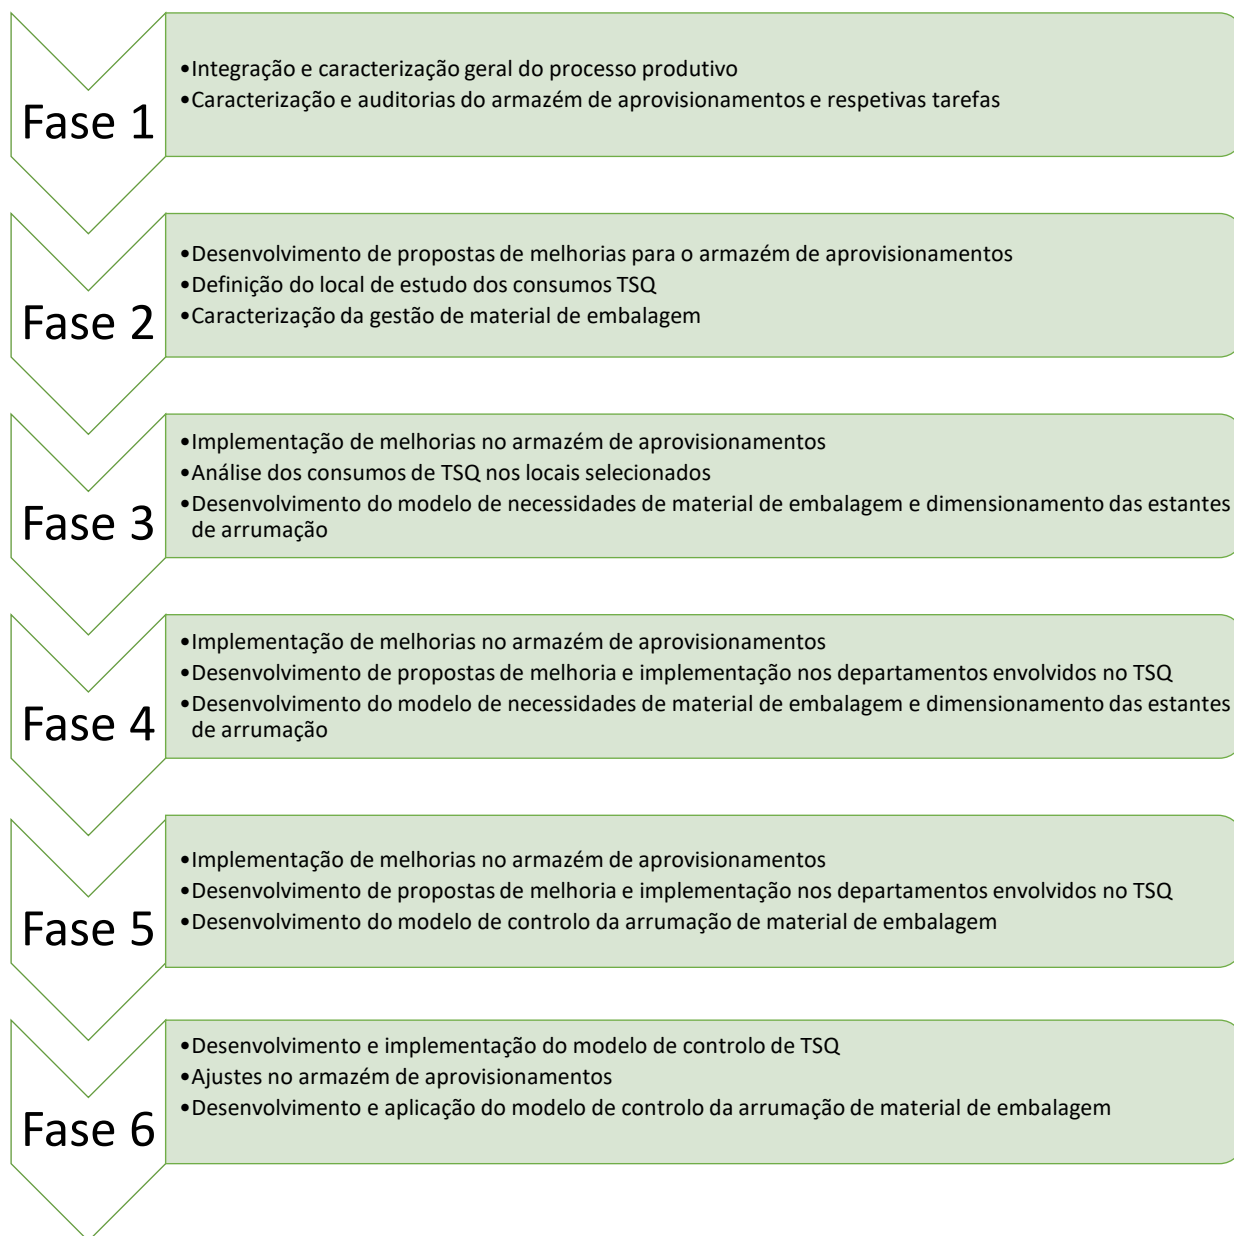 Fase 1
•Integração e caracterização geral do processo produtivo
•Caracterização e auditorias do armazém de aprovisionamentos e respetivas tarefas
Fase 2
•Desenvolvimento de propostas de melhorias para o armazém de aprovisionamentos
•Definição do local de estudo dos consumos TSQ
•Caracterização da gestão de material de embalagem
Fase 3
•Implementação de melhorias no armazém de aprovisionamentos
•Análise dos consumos de TSQ nos locais selecionados
•Desenvolvimento do modelo de necessidades de material de embalagem e dimensionamento das estantes
de arrumação
Fase 4
•Implementação de melhorias no armazém de aprovisionamentos
•Desenvolvimento de propostas de melhoria e implementação nos departamentos envolvidos no TSQ
•Desenvolvimento do modelo de necessidades de material de embalagem e dimensionamento das estantes
de arrumação
Fase 5
•Implementação de melhorias no armazém de aprovisionamentos
•Desenvolvimento de propostas de melhoria e implementação nos departamentos envolvidos no TSQ
•Desenvolvimento do modelo de controlo da arrumação de material de embalagem
Fase 6
•Desenvolvimento e implementação do modelo de controlo de TSQ
•Ajustes no armazém de aprovisionamentos
•Desenvolvimento e aplicação do modelo de controlo da arrumação de material de embalagem